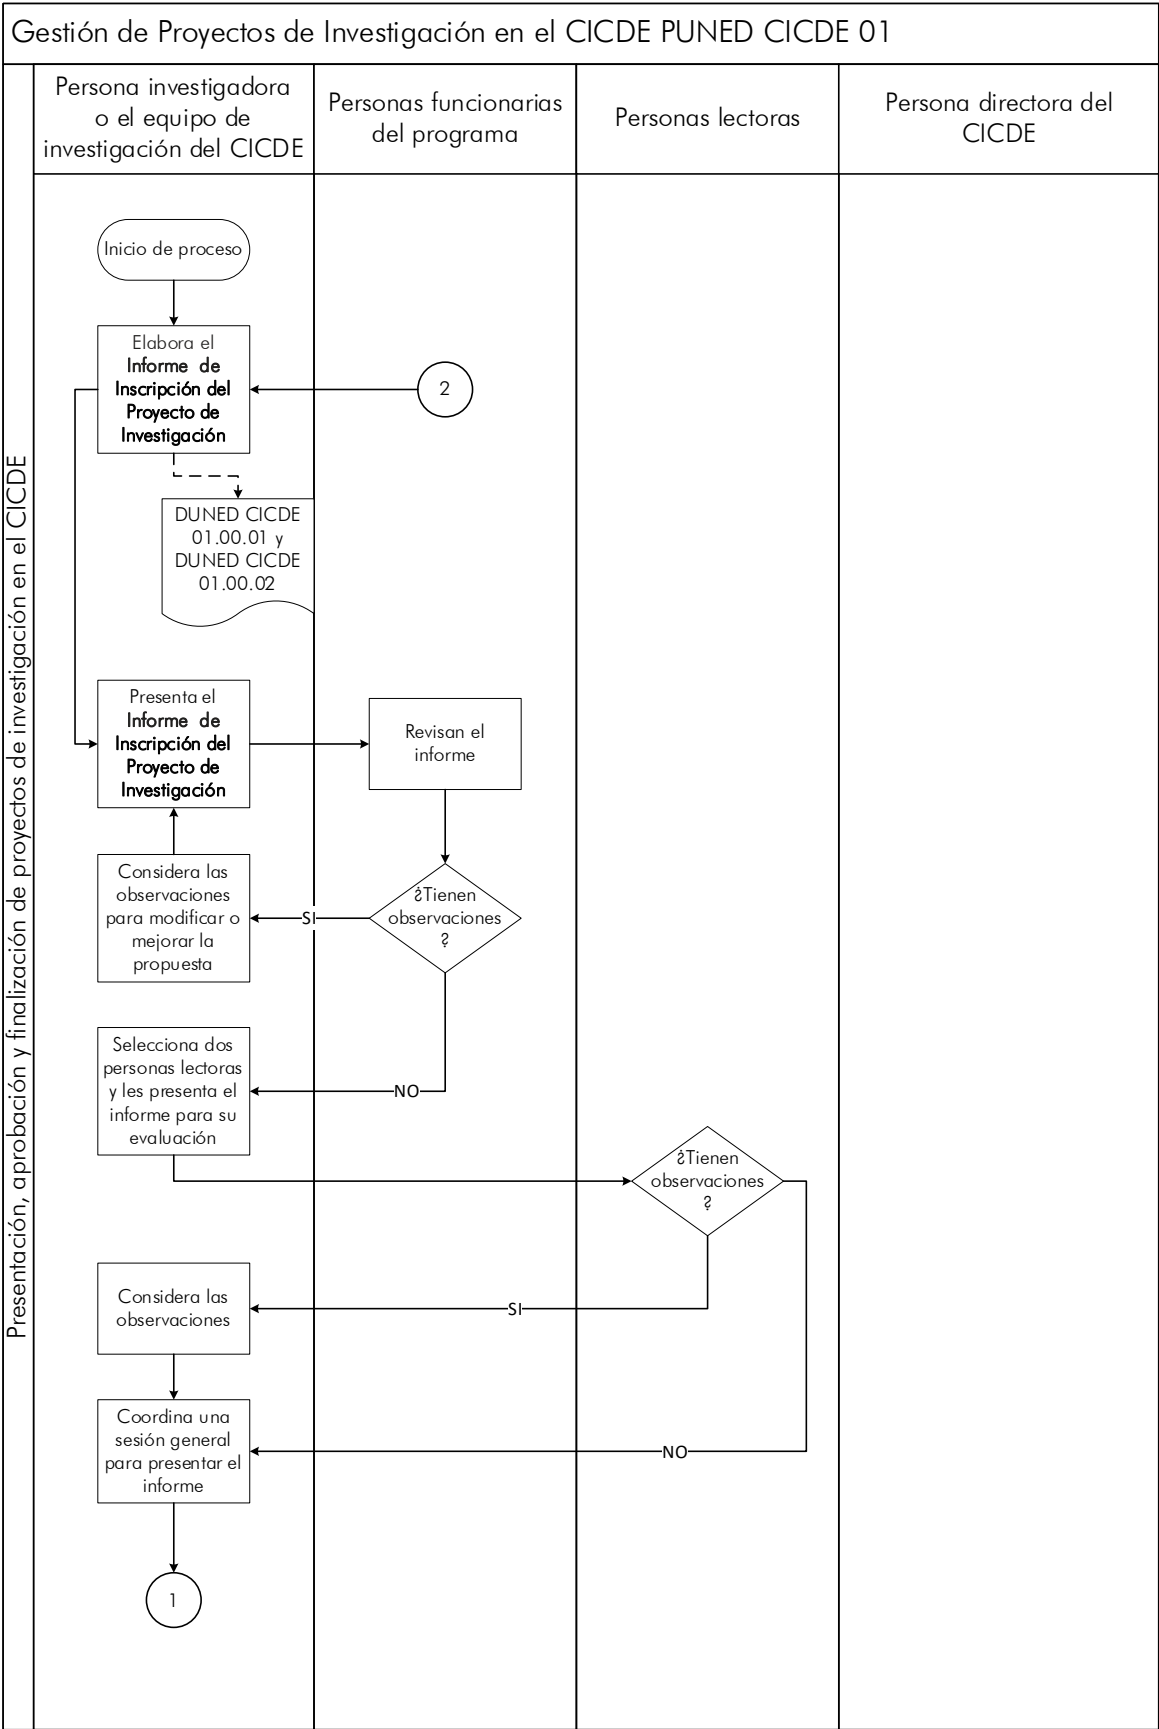 Gestión de Proyectos de Investigación en el CICDE PUNED CICDE 01
Presentación, aprobación y finalización de proyectos de investigación en el CICDE
Persona investigadora
o el equipo de
investigación del CICDE
Personas funcionarias
del programa
Personas lectoras
Persona directora del
CICDE
Inicio de proceso
Elabora el
Informe de
Inscripción del
Proyecto de
Investigación
2
DUNED CICDE
01.00.01 y
DUNED CICDE
01.00.02
Presenta el
Informe de
Inscripción del
Proyecto de
Investigación
Revisan el
informe
¿Tienen
observaciones
?
SI
Considera las
observaciones
para modificar o
mejorar la
propuesta
NO
Selecciona dos
personas lectoras
y les presenta el
informe para su
evaluación
¿Tienen
observaciones
?
SI
Considera las
observaciones
NO
Coordina una
sesión general
para presentar el
informe
1